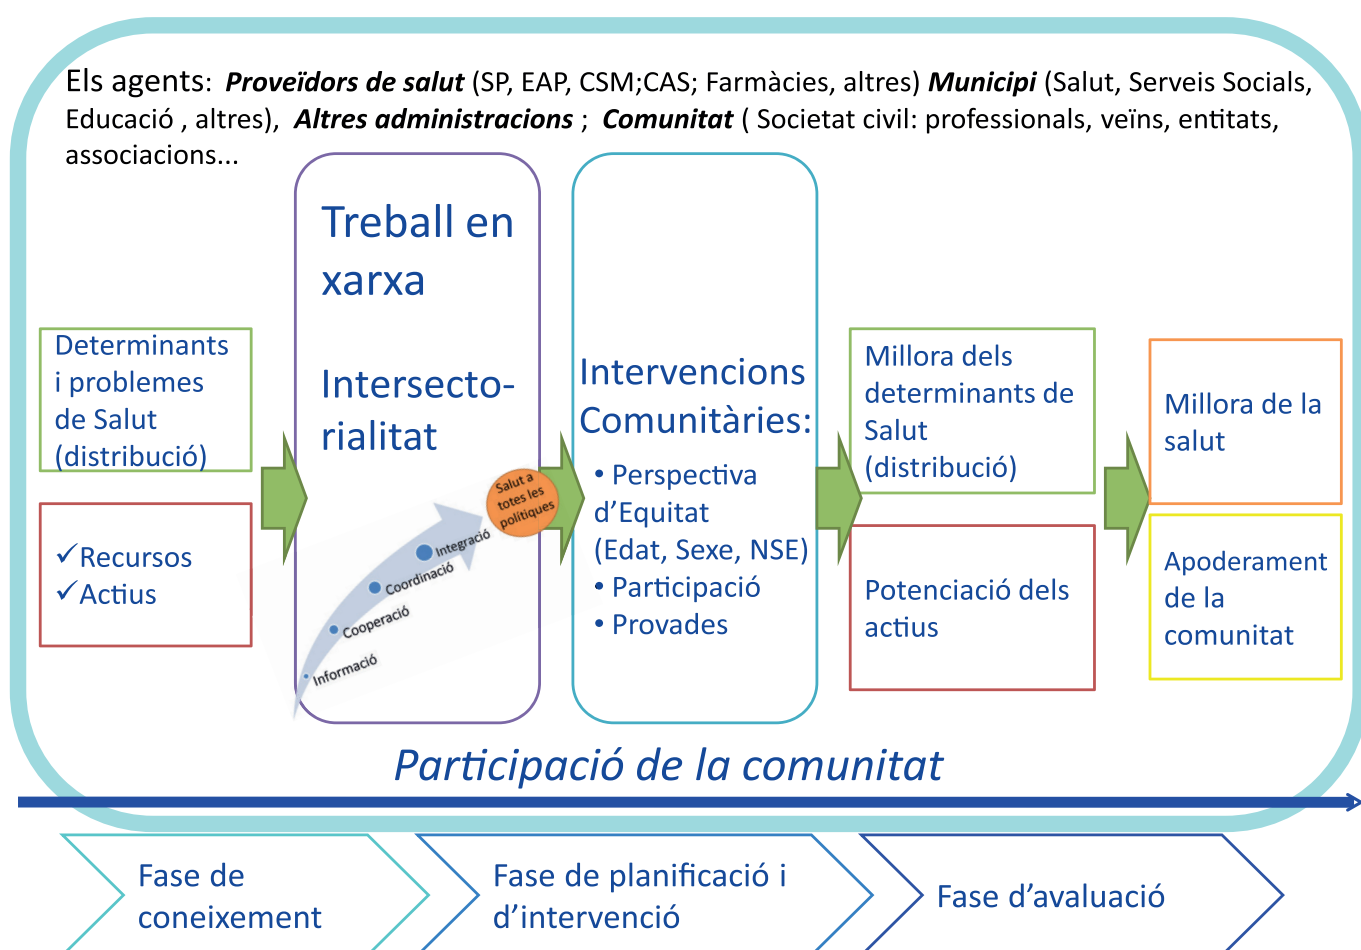 Els agents: Proveïdors de salut (SP, EAP, CSM;CAS; Farmàcies, altres) Municipi (Salut, Serveis Socials,
Educació , altres), Altres administracions ; Comunitat ( Societat civil: professionals, veïns, entitats,
associacions...
Determinants
i problemes
de Salut
(distribució)
✓Recursos
✓Actius
Treball en
xarxa
Intersecto-
rialitat
Salut a
totes les
polítiques
Integració
Coordinació
Cooperació
Informació
Intervencions
Comunitàries:
• Perspectiva
d’Equitat
(Edat, Sexe, NSE)
• Participació
• Provades
Millora dels
determinants de
Salut
(distribució)
Potenciació dels
actius
Millora de la
salut
Apoderament
de la
comunitat
Participació de la comunitat
Fase de
coneixement
Fase de planificació i
d’intervenció
Fase d’avaluació